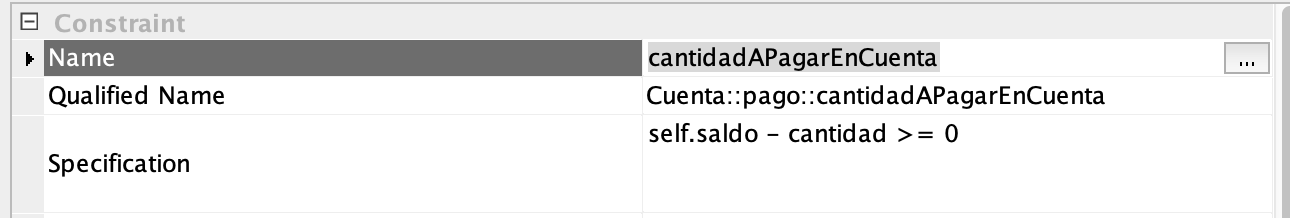 Constraint
Name cantidadAPagarEnCuenta ...
Qualified Name Cuenta::pago::cantidadAPagarEnCuenta
Specification self.saldo - cantidad >= 0